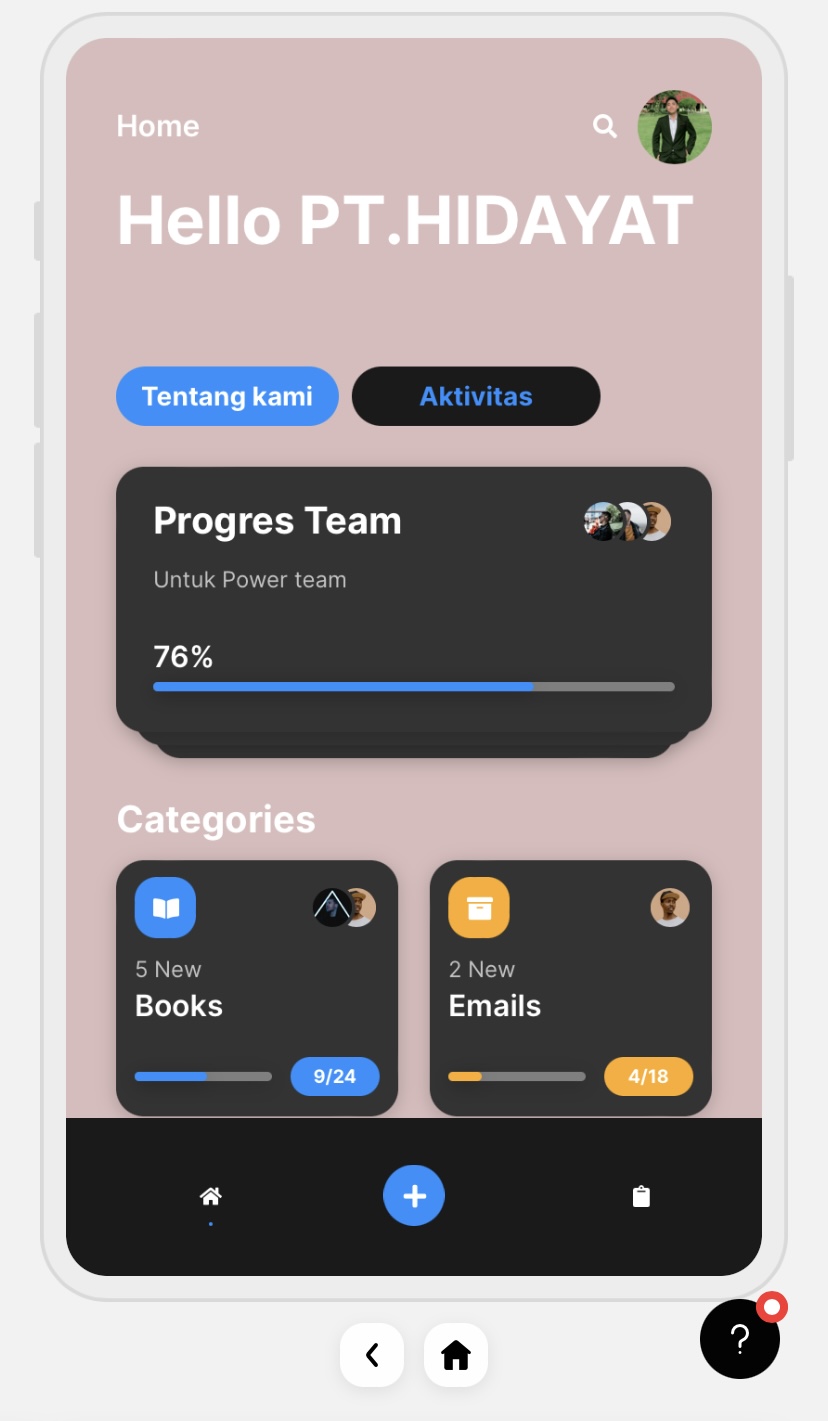 Home
Hello PT.HIDAYAT
Tentang kami
Aktivitas
Progres Team
Untuk Power team
76%
Categories
5 New
Books
9/24
2 New
Emails
4/18
?